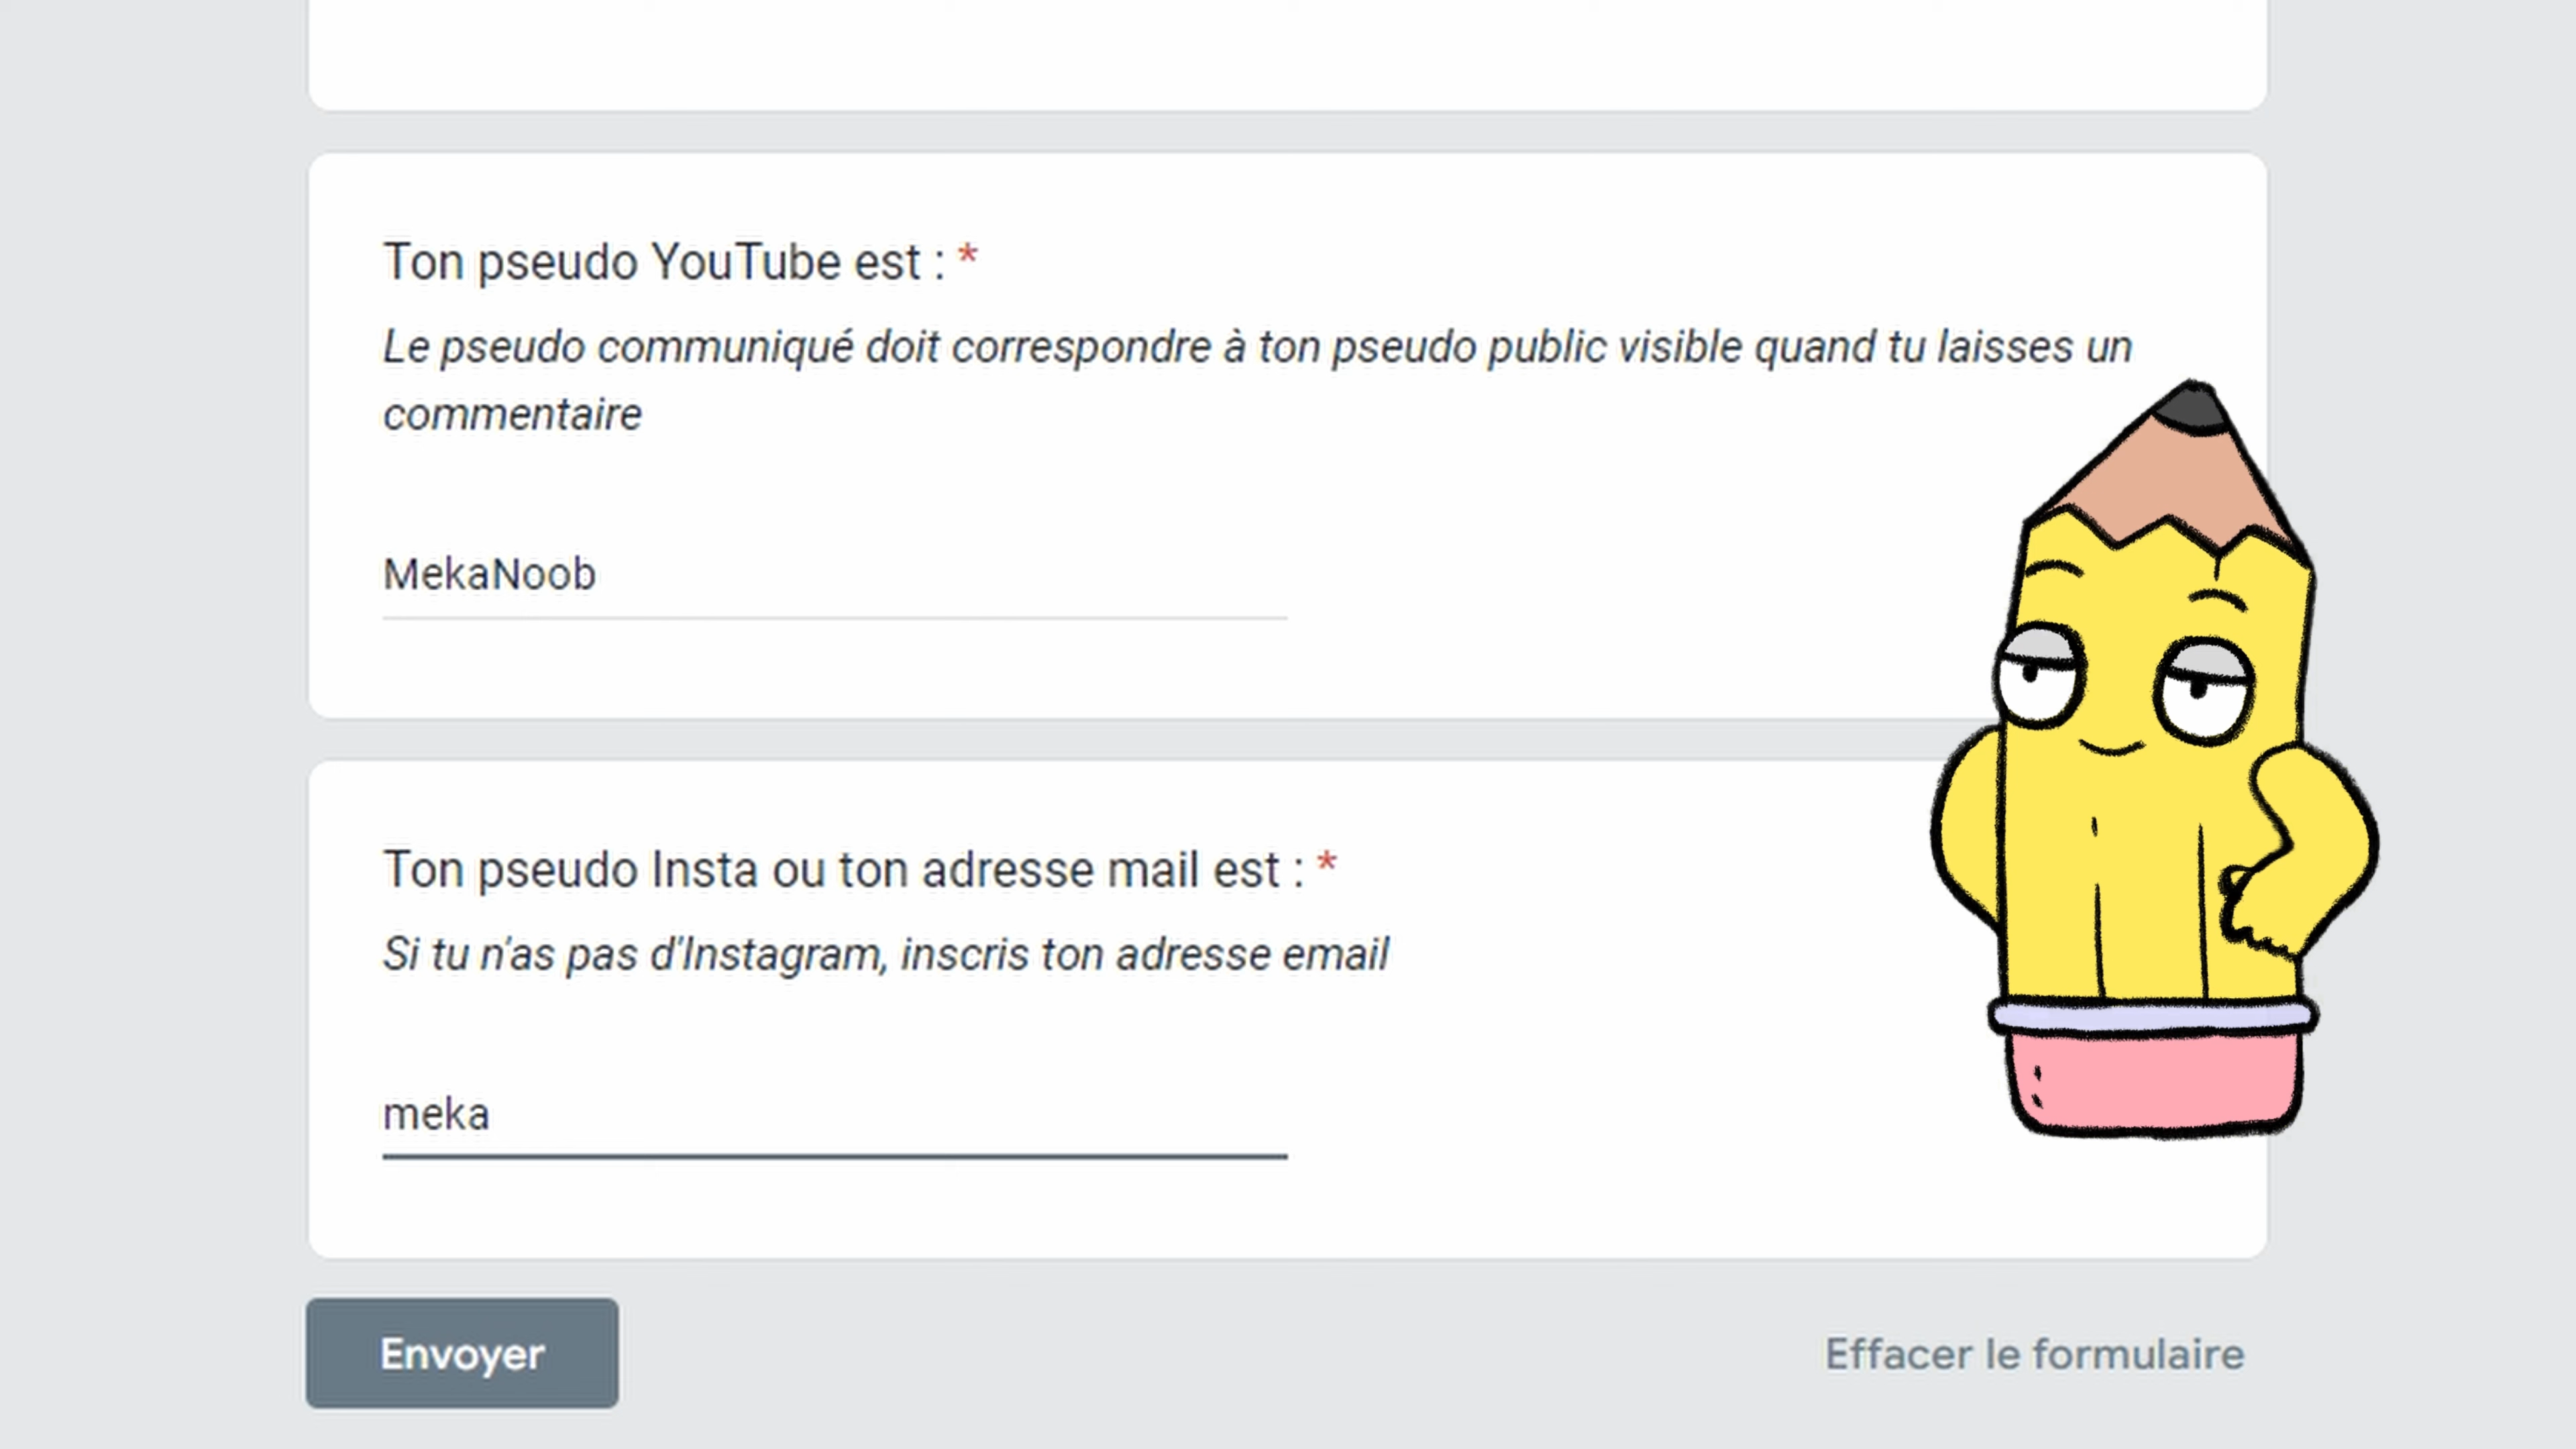 Ton pseudo YouTube est : *
Le pseudo communiqué doit correspondre à ton pseudo public visible quand tu laisses un
commentaire
MekaNoob
Ton pseudo Insta ou ton adresse mail est : *
Si tu n'as pas d'Instagram, inscris ton adresse email
meka
Envoyer
Effacer le formulaire